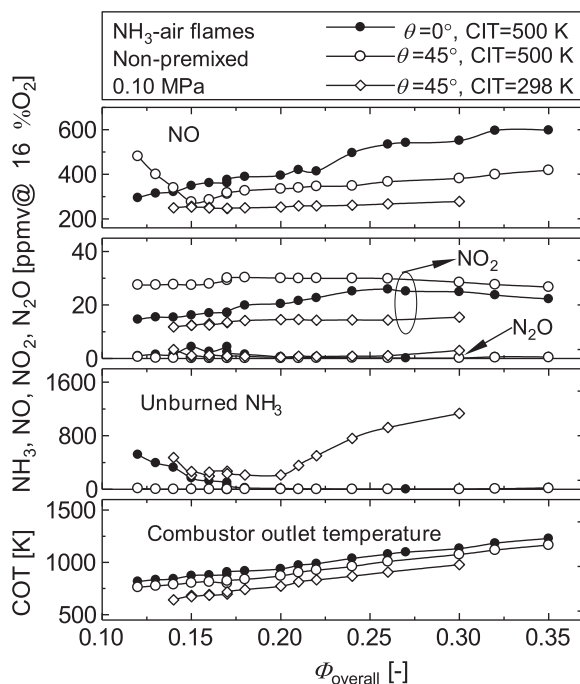 NH₃-air flames
Non-premixed
0.10 MPa
θ=0°, CIT=500 K
θ=45°, CIT=500 K
θ=45°, CIT=298 K
NH₃, NO, NO₂, N₂O [ppmv@ 16 %O₂]
COT [K]
NO
600
400
200
NO₂
N₂O
40
20
0
Unburned NH₃
1600
800
0
Combustor outlet temperature
1500
1000
500
0.10 0.15 0.20 0.25 0.30 0.35
Φoverall [-]